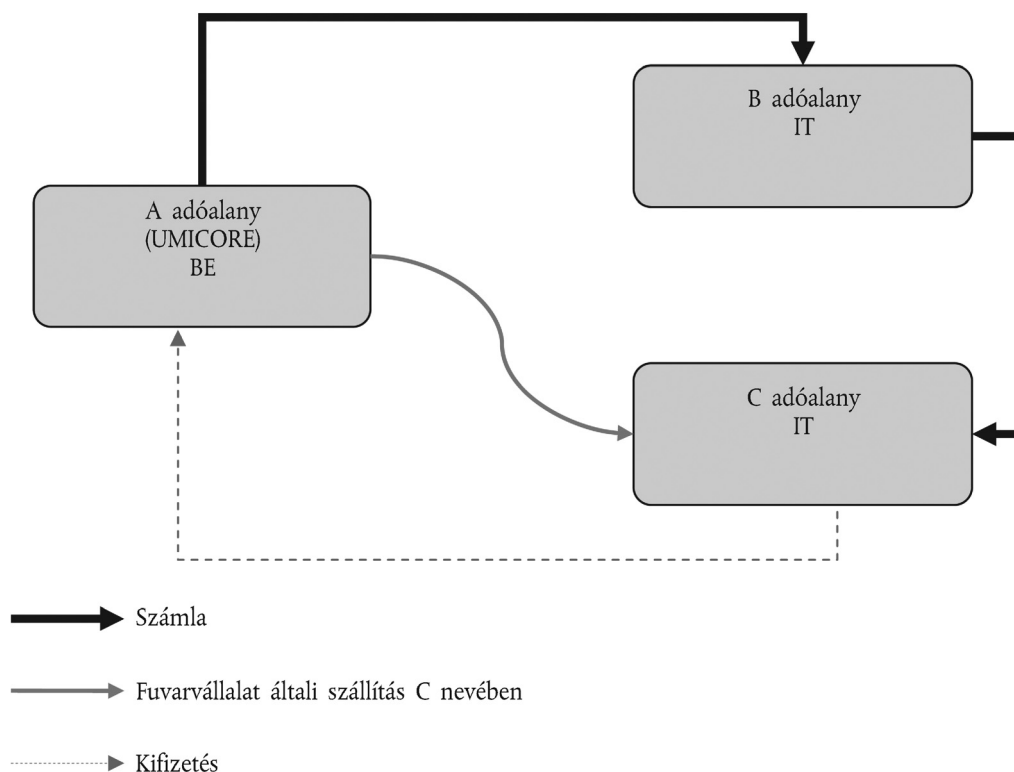 B adóalany
IT
A adóalany
(UMICORE)
BE
C adóalany
IT
Számla
Fuvarvállalat általi szállítás C nevében
Kifizetés